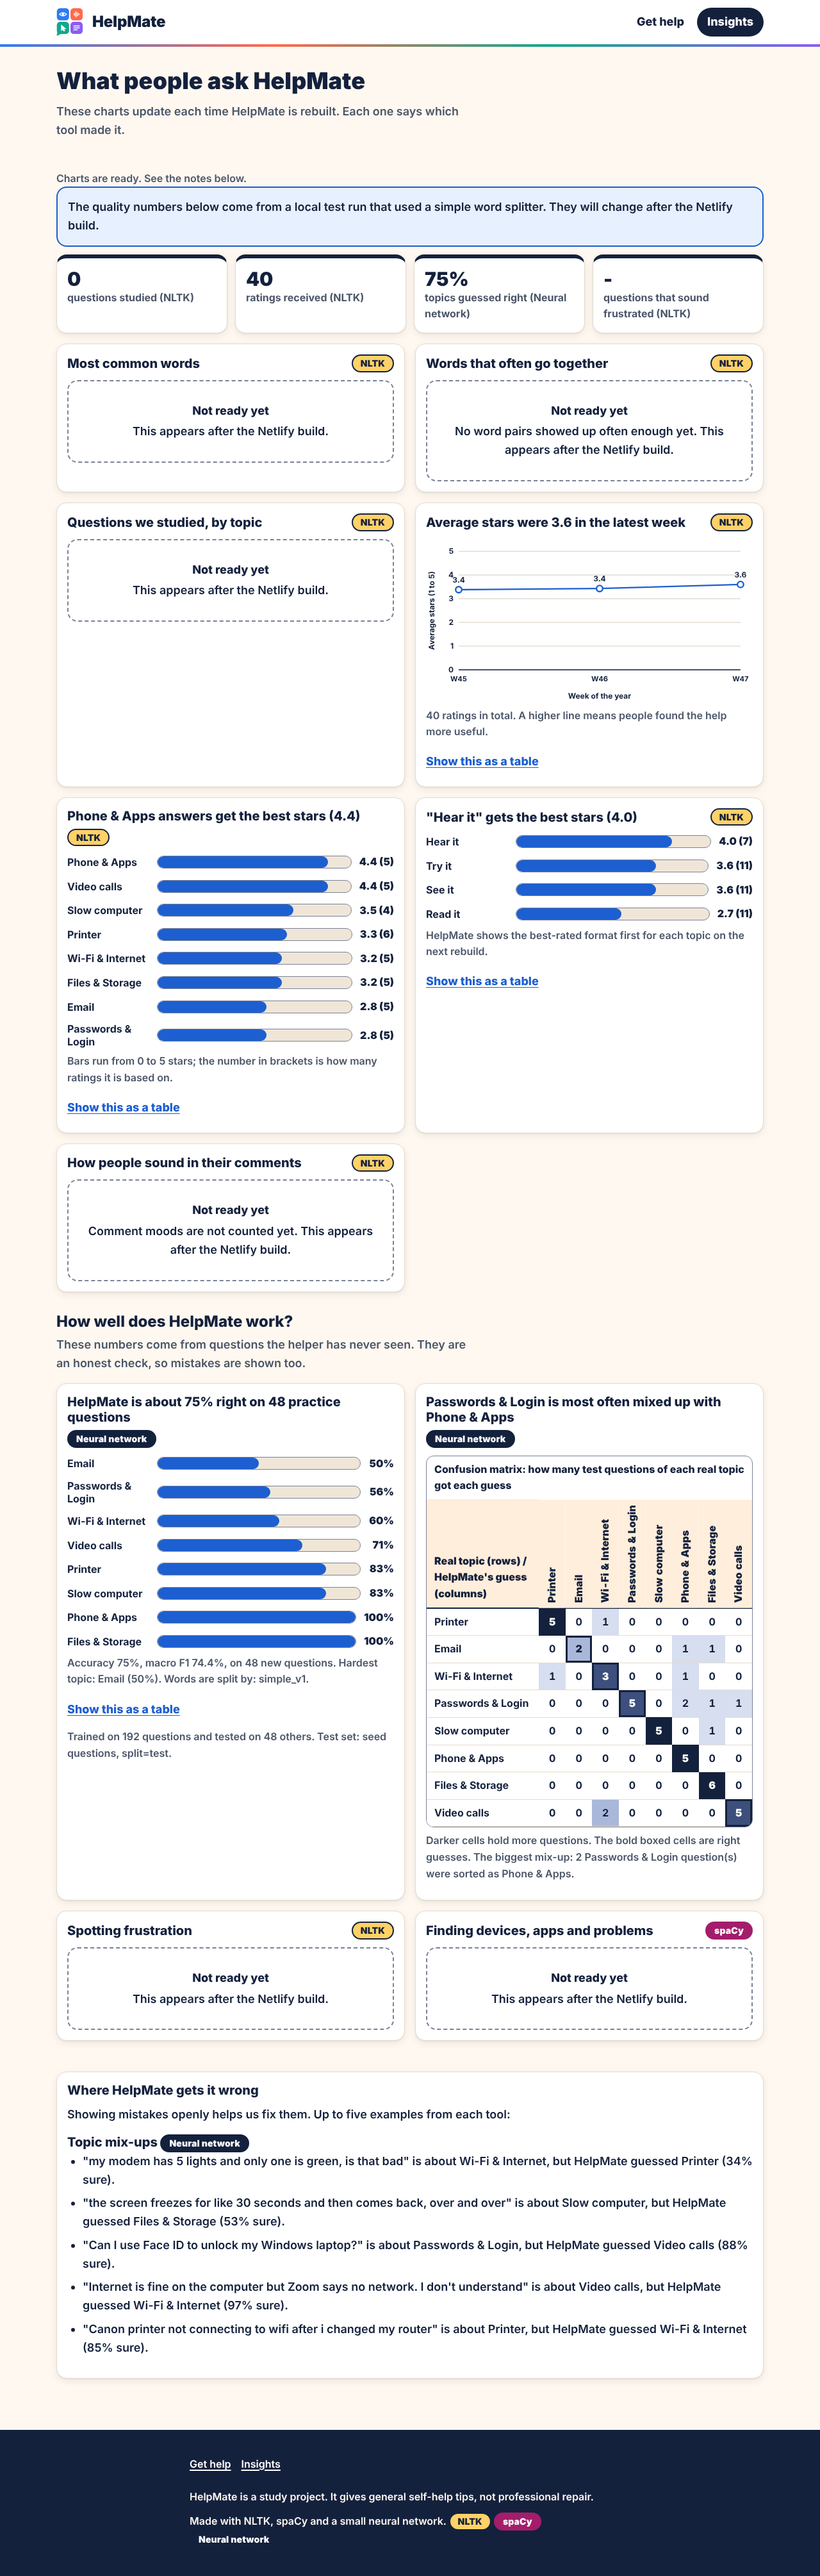 HelpMate
Get help
Insights
What people ask HelpMate
These charts update each time HelpMate is rebuilt. Each one says which
tool made it.
Charts are ready. See the notes below.
The quality numbers below come from a local test run that used a simple word splitter. They will change after the Netlify
build.
0
questions studied (NLTK)
40
ratings received (NLTK)
75%
topics guessed right (Neural
network)
-
questions that sound
frustrated (NLTK)
Most common words
NLTK
Not ready yet
This appears after the Netlify build.
Words that often go together
NLTK
Not ready yet
No word pairs showed up often enough yet. This
appears after the Netlify build.
Questions we studied, by topic
NLTK
Not ready yet
This appears after the Netlify build.
Average stars were 3.6 in the latest week
NLTK
Average stars (1 to 5)
5
4
3
2
1
0
3.4
3.4
3.6
W45
W46
W47
Week of the year
40 ratings in total. A higher line means people found the help
more useful.
Show this as a table
Phone & Apps answers get the best stars (4.4)
NLTK
Phone & Apps 4.4 (5)
Video calls 4.4 (5)
Slow computer 3.5 (4)
Printer 3.3 (6)
Wi-Fi & Internet 3.2 (5)
Files & Storage 3.2 (5)
Email 2.8 (5)
Passwords &
Login 2.8 (5)
Bars run from 0 to 5 stars; the number in brackets is how many
ratings it is based on.
Show this as a table
"Hear it" gets the best stars (4.0)
NLTK
Hear it 4.0 (7)
Try it 3.6 (11)
See it 3.6 (11)
Read it 2.7 (11)
HelpMate shows the best-rated format first for each topic on the
next rebuild.
Show this as a table
How people sound in their comments
NLTK
Not ready yet
Comment moods are not counted yet. This appears
after the Netlify build.
How well does HelpMate work?
These numbers come from questions the helper has never seen. They are
an honest check, so mistakes are shown too.
HelpMate is about 75% right on 48 practice
questions
Neural network
Email 50%
Passwords &
Login 56%
Wi-Fi & Internet 60%
Video calls 71%
Printer 83%
Slow computer 83%
Phone & Apps 100%
Files & Storage 100%
Accuracy 75%, macro F1 74.4%, on 48 new questions. Hardest
topic: Email (50%). Words are split by: simple_v1.
Show this as a table
Trained on 192 questions and tested on 48 others. Test set: seed
questions, split=test.
Passwords & Login is most often mixed up with
Phone & Apps
Neural network
Confusion matrix: how many test questions of each real topic
got each guess
Real topic (rows) /
HelpMate's guess
(columns)
Printer
Email
Wi-Fi & Internet
Passwords & Login
Slow computer
Phone & Apps
Files & Storage
Video calls
Printer 5 0 1 0 0 0 0 0
Email 0 2 0 0 0 1 1 0
Wi-Fi & Internet 1 0 3 0 0 1 0 0
Passwords & Login 0 0 0 5 0 2 1 1
Slow computer 0 0 0 0 5 0 1 0
Phone & Apps 0 0 0 0 0 5 0 0
Files & Storage 0 0 0 0 0 0 6 0
Video calls 0 0 2 0 0 0 0 5
Darker cells hold more questions. The bold boxed cells are right
guesses. The biggest mix-up: 2 Passwords & Login question(s)
were sorted as Phone & Apps.
Spotting frustration
NLTK
Not ready yet
This appears after the Netlify build.
Finding devices, apps and problems
spaCy
Not ready yet
This appears after the Netlify build.
Where HelpMate gets it wrong
Showing mistakes openly helps us fix them. Up to five examples from each tool:
Topic mix-ups Neural network
• "my modem has 5 lights and only one is green, is that bad" is about Wi-Fi & Internet, but HelpMate guessed Printer (34%
sure).
• "the screen freezes for like 30 seconds and then comes back, over and over" is about Slow computer, but HelpMate
guessed Files & Storage (53% sure).
• "Can I use Face ID to unlock my Windows laptop?" is about Passwords & Login, but HelpMate guessed Video calls (88%
sure).
• "Internet is fine on the computer but Zoom says no network. I don't understand" is about Video calls, but HelpMate
guessed Wi-Fi & Internet (97% sure).
• "Canon printer not connecting to wifi after i changed my router" is about Printer, but HelpMate guessed Wi-Fi & Internet
(85% sure).
Get help Insights
HelpMate is a study project. It gives general self-help tips, not professional repair.
Made with NLTK, spaCy and a small neural network. NLTK spaCy
Neural network